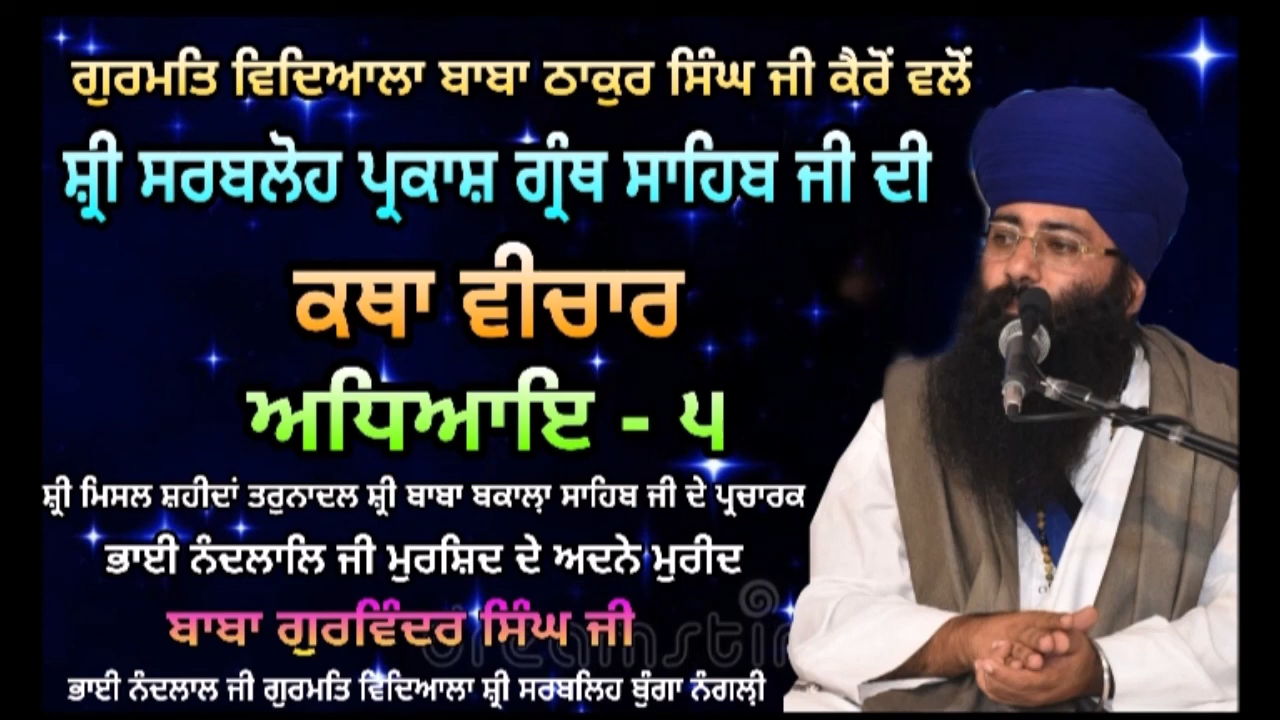 ਗੁਰਮਤਿ ਵਿਦਿਆਲਾ ਬਾਬਾ ਠਾਕੁਰ ਸਿੰਘ ਜੀ ਕੈਰੋਂ ਵਲੋਂ
ਸ਼੍ਰੀ ਸਰਬਲੋਹ ਪ੍ਰਕਾਸ਼ ਗ੍ਰੰਥ ਸਾਹਿਬ ਜੀ ਦੀ
ਕਥਾ ਵੀਚਾਰ
ਅਧਿਆਇ - ੫
ਸ਼੍ਰੀ ਮਿਸਲ ਸ਼ਹੀਦਾਂ ਤਰੁਨਾਦਲ ਸ਼੍ਰੀ ਬਾਬਾ ਬਕਾਲ਼ਾ ਸਾਹਿਬ ਜੀ ਦੇ ਪ੍ਰਚਾਰਕ
ਭਾਈ ਨੰਦਲਾਲਿ ਜੀ ਮੁਰਸ਼ਿਦ ਦੇ ਅਦਨੇ ਮੁਰੀਦ
ਬਾਬਾ ਗੁਰਵਿੰਦਰ ਸਿੰਘ ਜੀ
ਭਾਈ ਨੰਦਲਾਲ ਜੀ ਗੁਰਮਤਿ ਵਿਦਿਆਲਾ ਸ਼੍ਰੀ ਸਰਬਲਿਹ ਬੁੰਗਾ ਨੰਗਲ਼ੀ